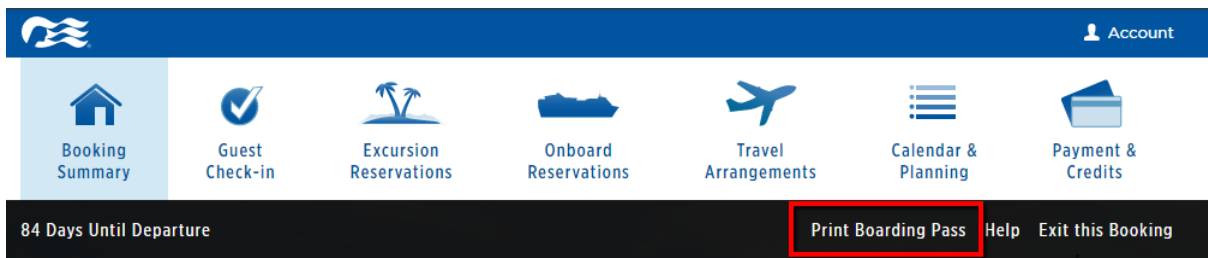 Account
Booking
Summary
Guest
Check-in
Excursion
Reservations
Onboard
Reservations
Travel
Arrangements
Calendar &
Planning
Payment &
Credits
84 Days Until Departure
Print Boarding Pass
Help
Exit this Booking